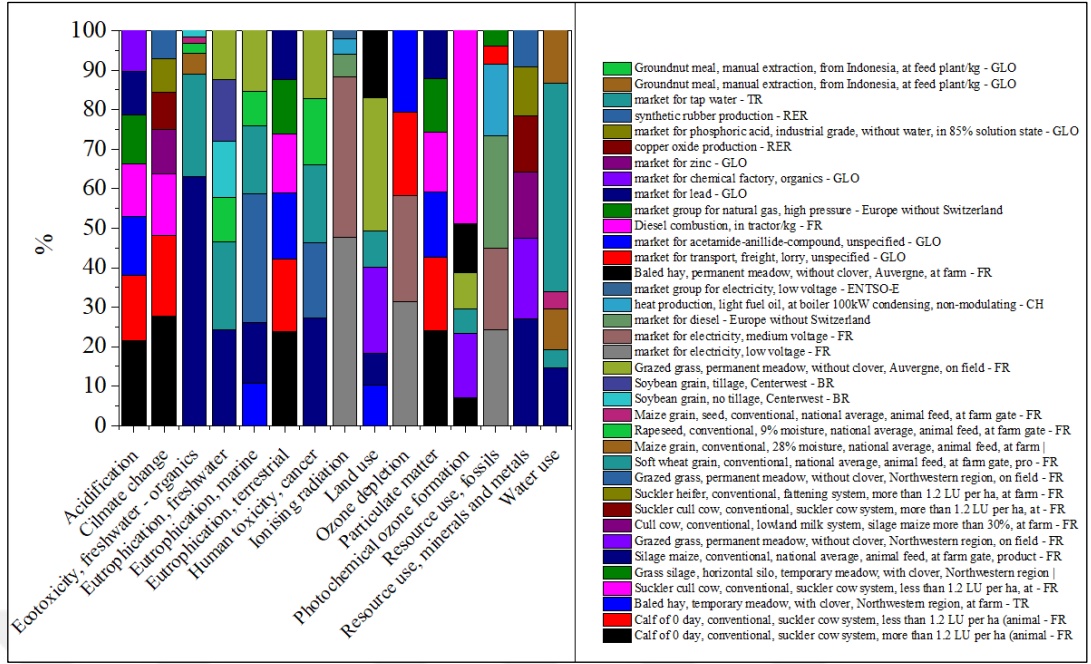 100
90
80
70
60
50
40
30
20
10
0
%
Acidification
Cilmate change
Ecotoxicity, freshwater - organics
Eutrophication, freshwater
Eutrophication, marine
Eutrophication, terrestrial
Human toxicity, cancer
Ionising radiation
Land use
Ozone depletion
Particulate matter
Photochemical ozone formation
Resource use, fossils
Resource use, minerals and metals
Water use
Groundnut meal, manual extraction, from Indonesia, at feed plant/kg - GLO
Groundnut meal, manual extraction, from Indonesia, at feed plant/kg - GLO
market for tap water - TR
synthetic rubber production - RER
market for phosphoric acid, industrial grade, without water, in 85% solution state - GLO
copper oxide production - RER
market for zinc - GLO
market for chemical factory, organics - GLO
market for lead - GLO
market group for natural gas, high pressure - Europe without Switzerland
Diesel combustion, in tractor/kg - FR
market for acetamide-anillide-compound, unspecified - GLO
market for transport, freight, lorry, unspecified - GLO
Baled hay, permanent meadow, without clover, Auvergne, at farm - FR
market group for electricity, low voltage - ENTSO-E
heat production, light fuel oil, at boiler 100kW condensing, non-modulating - CH
market for diesel - Europe without Switzerland
market for electricity, medium voltage - FR
market for electricity, low voltage - FR
Grazed grass, permanent meadow, without clover, Auvergne, on field - FR
Soybean grain, tillage, Centerwest - BR
Soybean grain, no tillage, Centerwest - BR
Maize grain, seed, conventional, national average, animal feed, at farm gate - FR
Rapeseed, conventional, 9% moisture, national average, animal feed, at farm gate - FR
Maize grain, conventional, 28% moisture, national average, animal feed, at farm |
Soft wheat grain, conventional, national average, animal feed, at farm gate, pro - FR
Grazed grass, permanent meadow, without clover, Northwestern region, on field - FR
Suckler heifer, conventional, fattening system, more than 1.2 LU per ha, at farm - FR
Suckler cull cow, conventional, suckler cow system, more than 1.2 LU per ha, at - FR
Cull cow, conventional, lowland milk system, silage maize more than 30%, at farm - FR
Grazed grass, permanent meadow, without clover, Northwestern region, on field - FR
Silage maize, conventional, national average, animal feed, at farm gate, product - FR
Grass silage, horizontal silo, temporary meadow, with clover, Northwestern region |
Suckler cull cow, conventional, suckler cow system, less than 1.2 LU per ha, at - FR
Baled hay, temporary meadow, with clover, Northwestern region, at farm - TR
Calf of 0 day, conventional, suckler cow system, less than 1.2 LU per ha (animal - FR
Calf of 0 day, conventional, suckler cow system, more than 1.2 LU per ha (animal - FR